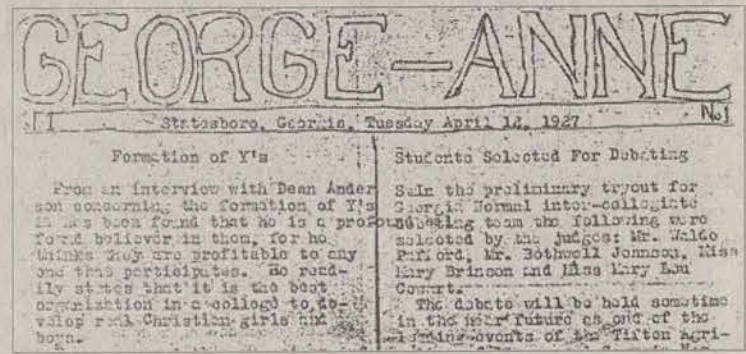 GEORGE-ANNE
Statesboro, Georgia, Tuesday April 12, 1927 No.1
Formation of Y's
From an interview with Dean Ander
son concerning the formation of Y's
it has been found that he is a profound
found believer in them, for he
thinks they are profitable to any
one that participates. He read-
ily states that it is the best
organization in a college to de-
velop real Christian girls and
boys.
Students Selected For Debating
In the preliminary tryout for
Georgia Normal inter-collegiate
debating team the following were
selected by the judges: Mr. Waldo
Pafford, Mr. Bothwell Johnson, Miss
Mary Brinson and Miss Mary Lou
Cowart.
The debate will be held sometime
in the near future as one of the
events of the Tifton Agri-